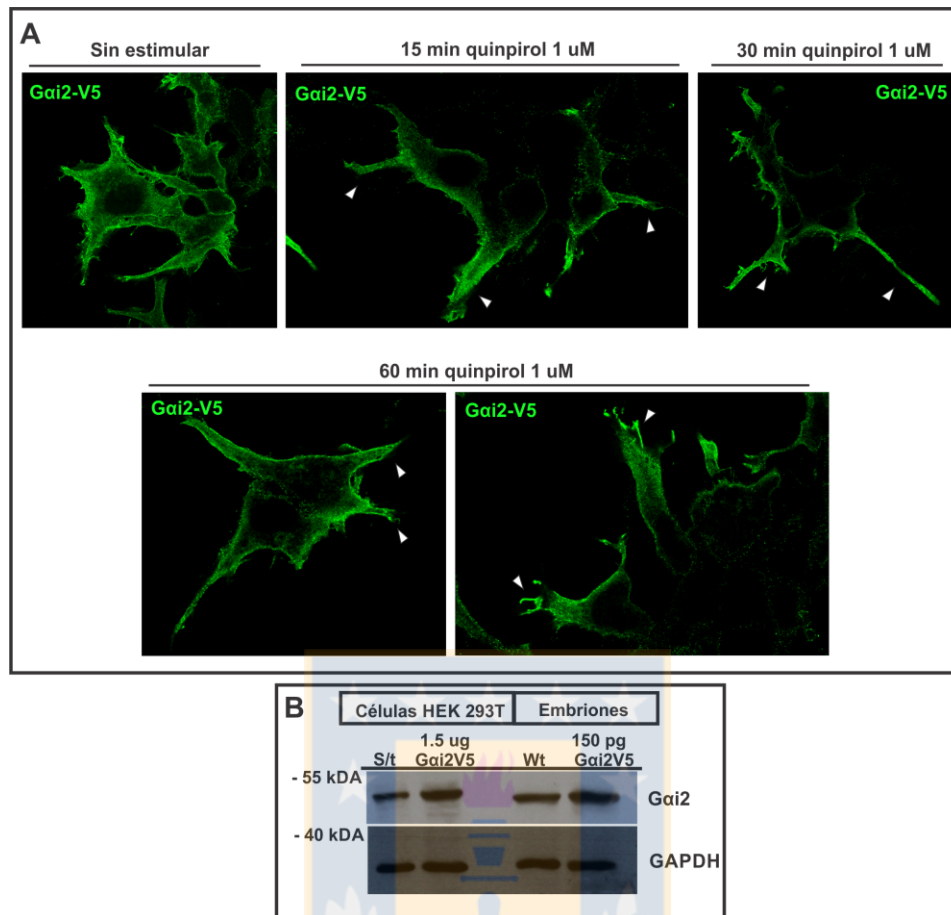 A
Sin estimular
15 min quinpirol 1 uM
30 min quinpirol 1 uM
Gαi2-V5
Gαi2-V5
Gαi2-V5
60 min quinpirol 1 uM
Gαi2-V5
Gαi2-V5
B
Células HEK 293T
Embriones
S/t
1.5 ug
Gαi2V5
Wt
150 pg
Gαi2V5
- 55 kDA
Gαi2
- 40 kDA
GAPDH